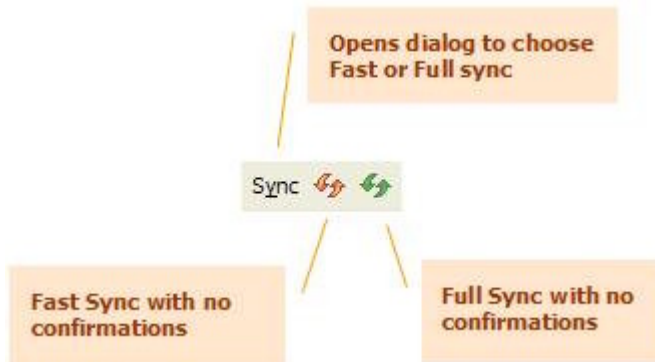 Opens dialog to choose
Fast or Full sync
Sync
Fast Sync with no
confirmations
Full Sync with no
confirmations